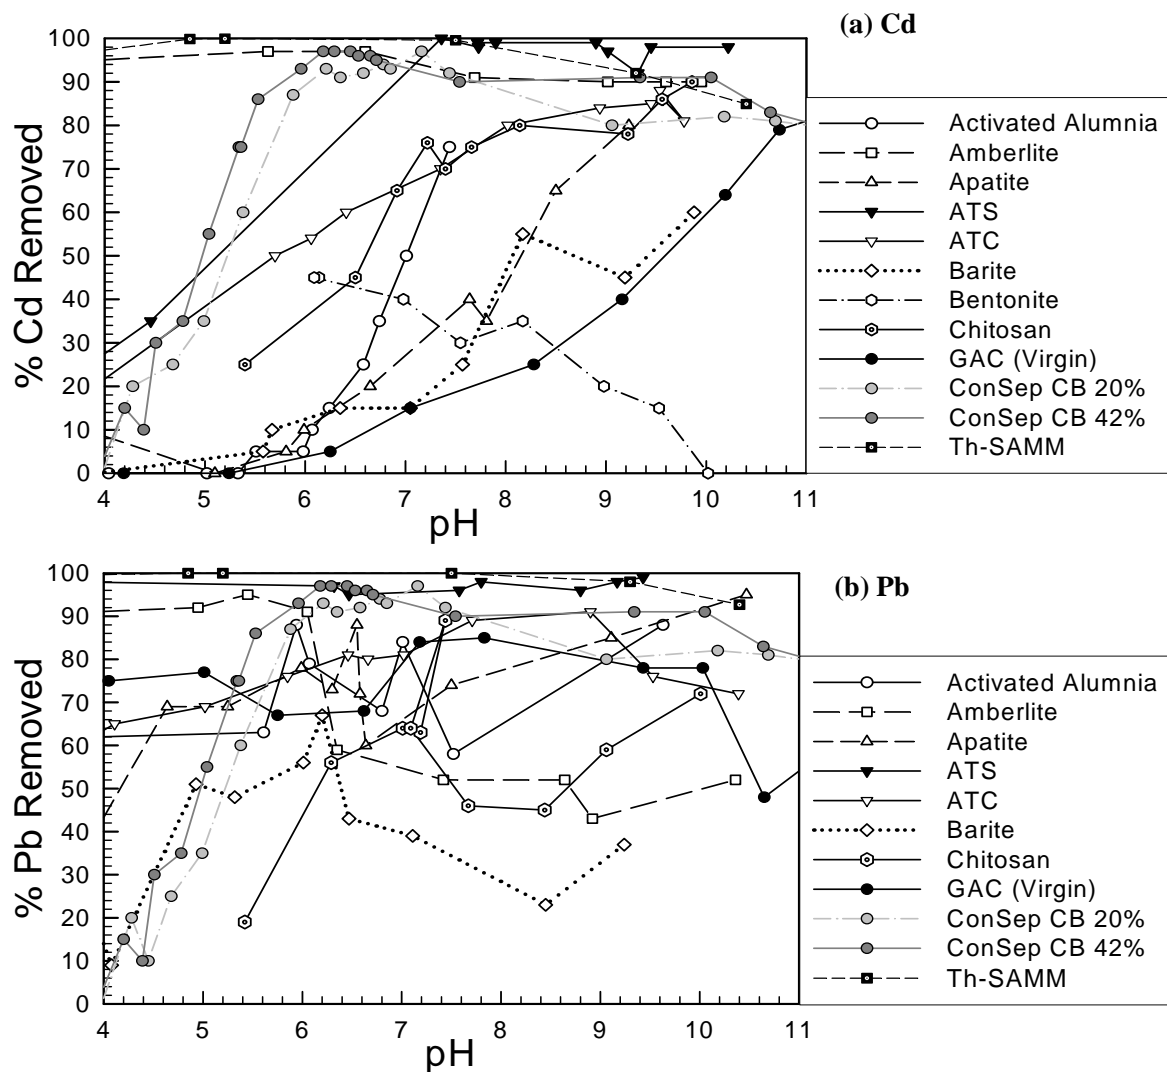 (a) Cd
% Cd Removed
100
90
80
70
60
50
40
30
20
10
0
4 5 6 7 8 9 10 11
pH
Activated Alumnia
Amberlite
Apatite
ATS
ATC
Barite
Bentonite
Chitosan
GAC (Virgin)
ConSep CB 20%
ConSep CB 42%
Th-SAMM
(b) Pb
% Pb Removed
100
90
80
70
60
50
40
30
20
10
0
4 5 6 7 8 9 10 11
pH
Activated Alumnia
Amberlite
Apatite
ATS
ATC
Barite
Chitosan
GAC (Virgin)
ConSep CB 20%
ConSep CB 42%
Th-SAMM